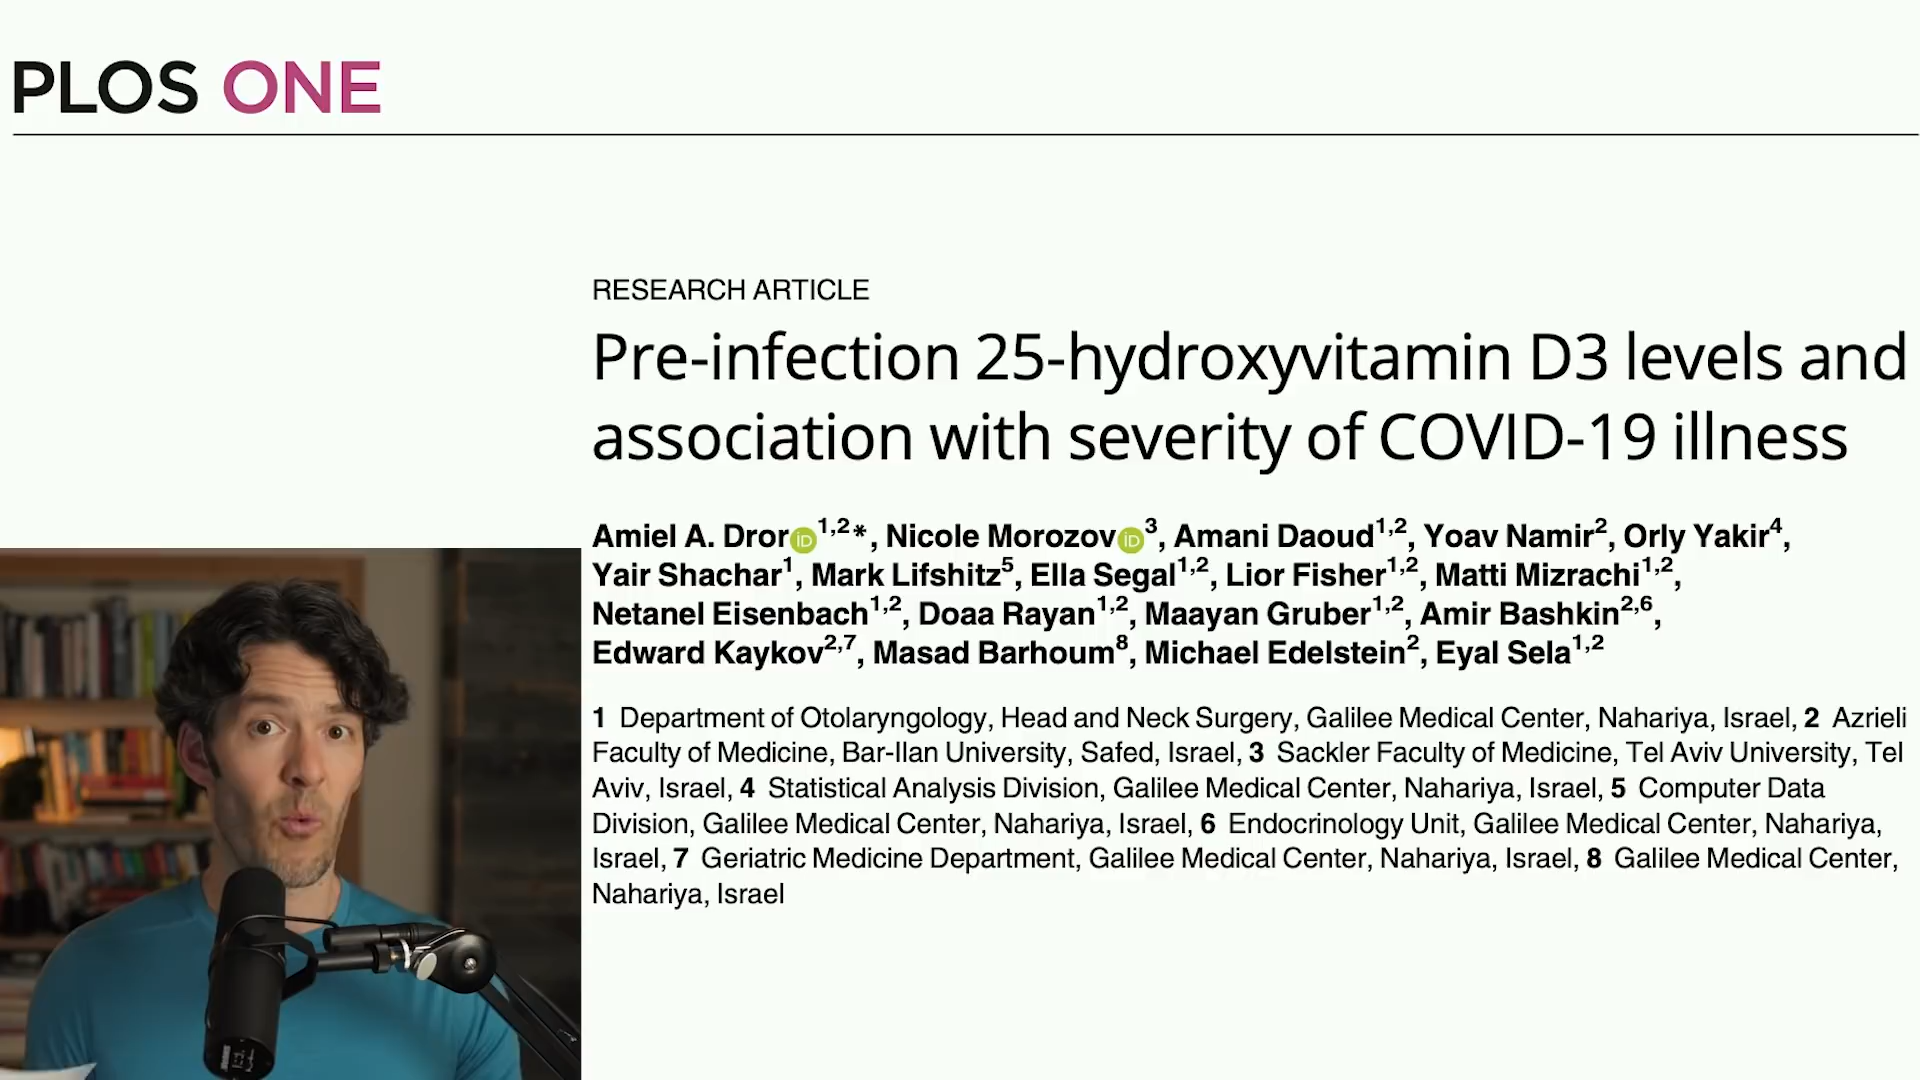 PLOS ONE
RESEARCH ARTICLE
Pre-infection 25-hydroxyvitamin D3 levels and
association with severity of COVID-19 illness
Amiel A. Dror iD 1,2*, Nicole Morozov iD 3, Amani Daoud1,2, Yoav Namir2, Orly Yakir4,
Yair Shachar1, Mark Lifshitz5, Ella Segal1,2, Lior Fisher1,2, Matti Mizrachi1,2,
Netanel Eisenbach1,2, Doaa Rayan1,2, Maayan Gruber1,2, Amir Bashkin2,6,
Edward Kaykov2,7, Masad Barhoum8, Michael Edelstein2, Eyal Sela1,2
1 Department of Otolaryngology, Head and Neck Surgery, Galilee Medical Center, Nahariya, Israel, 2 Azrieli
Faculty of Medicine, Bar-Ilan University, Safed, Israel, 3 Sackler Faculty of Medicine, Tel Aviv University, Tel
Aviv, Israel, 4 Statistical Analysis Division, Galilee Medical Center, Nahariya, Israel, 5 Computer Data
Division, Galilee Medical Center, Nahariya, Israel, 6 Endocrinology Unit, Galilee Medical Center, Nahariya,
Israel, 7 Geriatric Medicine Department, Galilee Medical Center, Nahariya, Israel, 8 Galilee Medical Center,
Nahariya, Israel